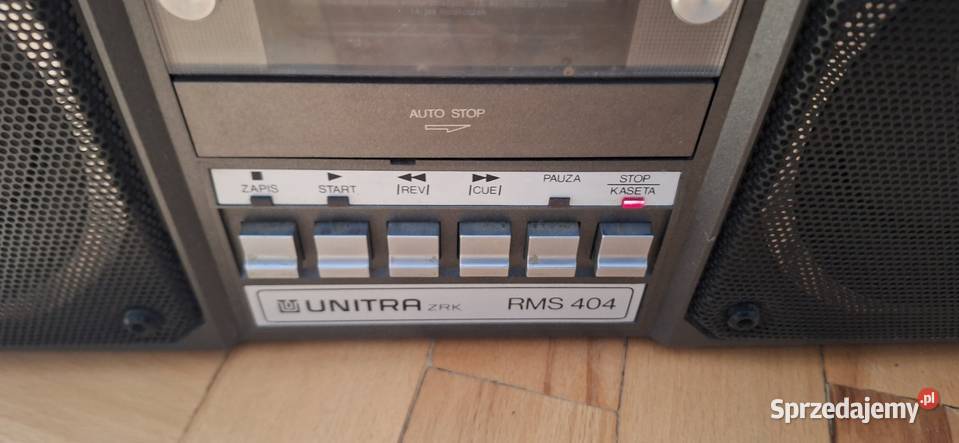 AUTO STOP
ZAPIS
START
|REV|
|CUE|
PAUZA
STOP
KASETA
UNITRA ZRK RMS 404
Sprzedajemy.pl